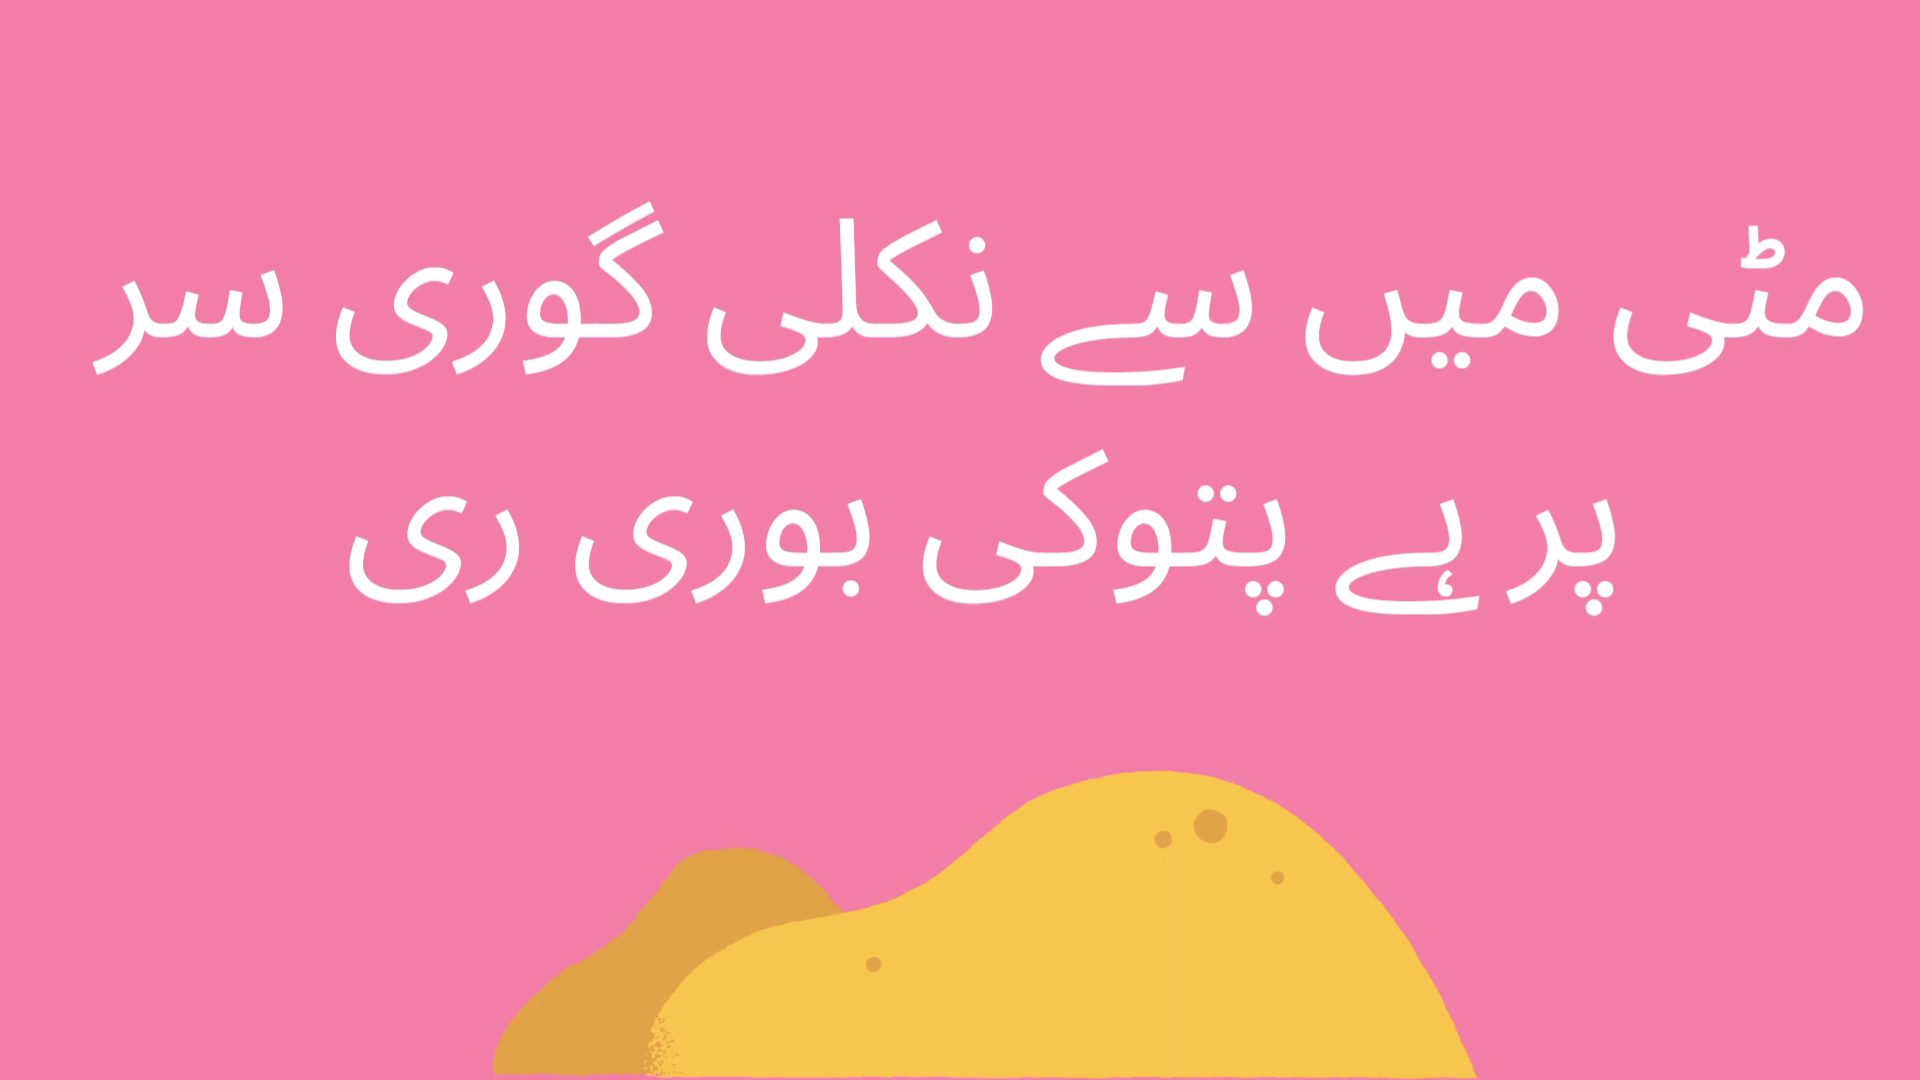 مٹی میں سے نکلی گوری سر
پر ہے پتوکی بوری ری